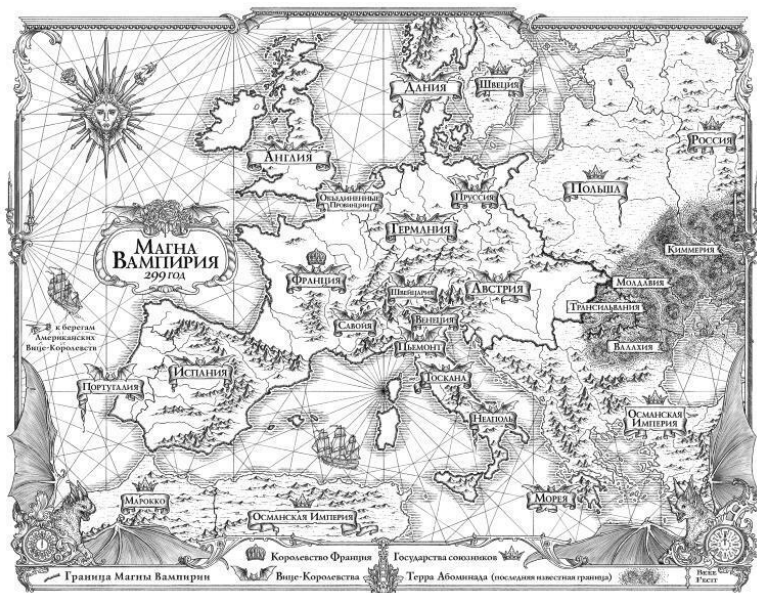 Дания
Швеция
Россия
Англия
Объединенные
Провинции
Пруссия
Польша
Германия
Магна
Вампирия
299 год
Киммерия
Франция
Швейцария
Австрия
Молдавия
Трансильвания
Савойя
Венеция
к берегам
Американских
Вице-Королевств
Пьемонт
Валахия
Испания
Тоскана
Португалия
Неаполь
Османская
Империя
Марокко
Османская Империя
Морея
Королевство Франция
Государства союзников
Граница Магны Вампирии
Вице-Королевства
Терра Абоминада (последняя известная граница)
Fecit